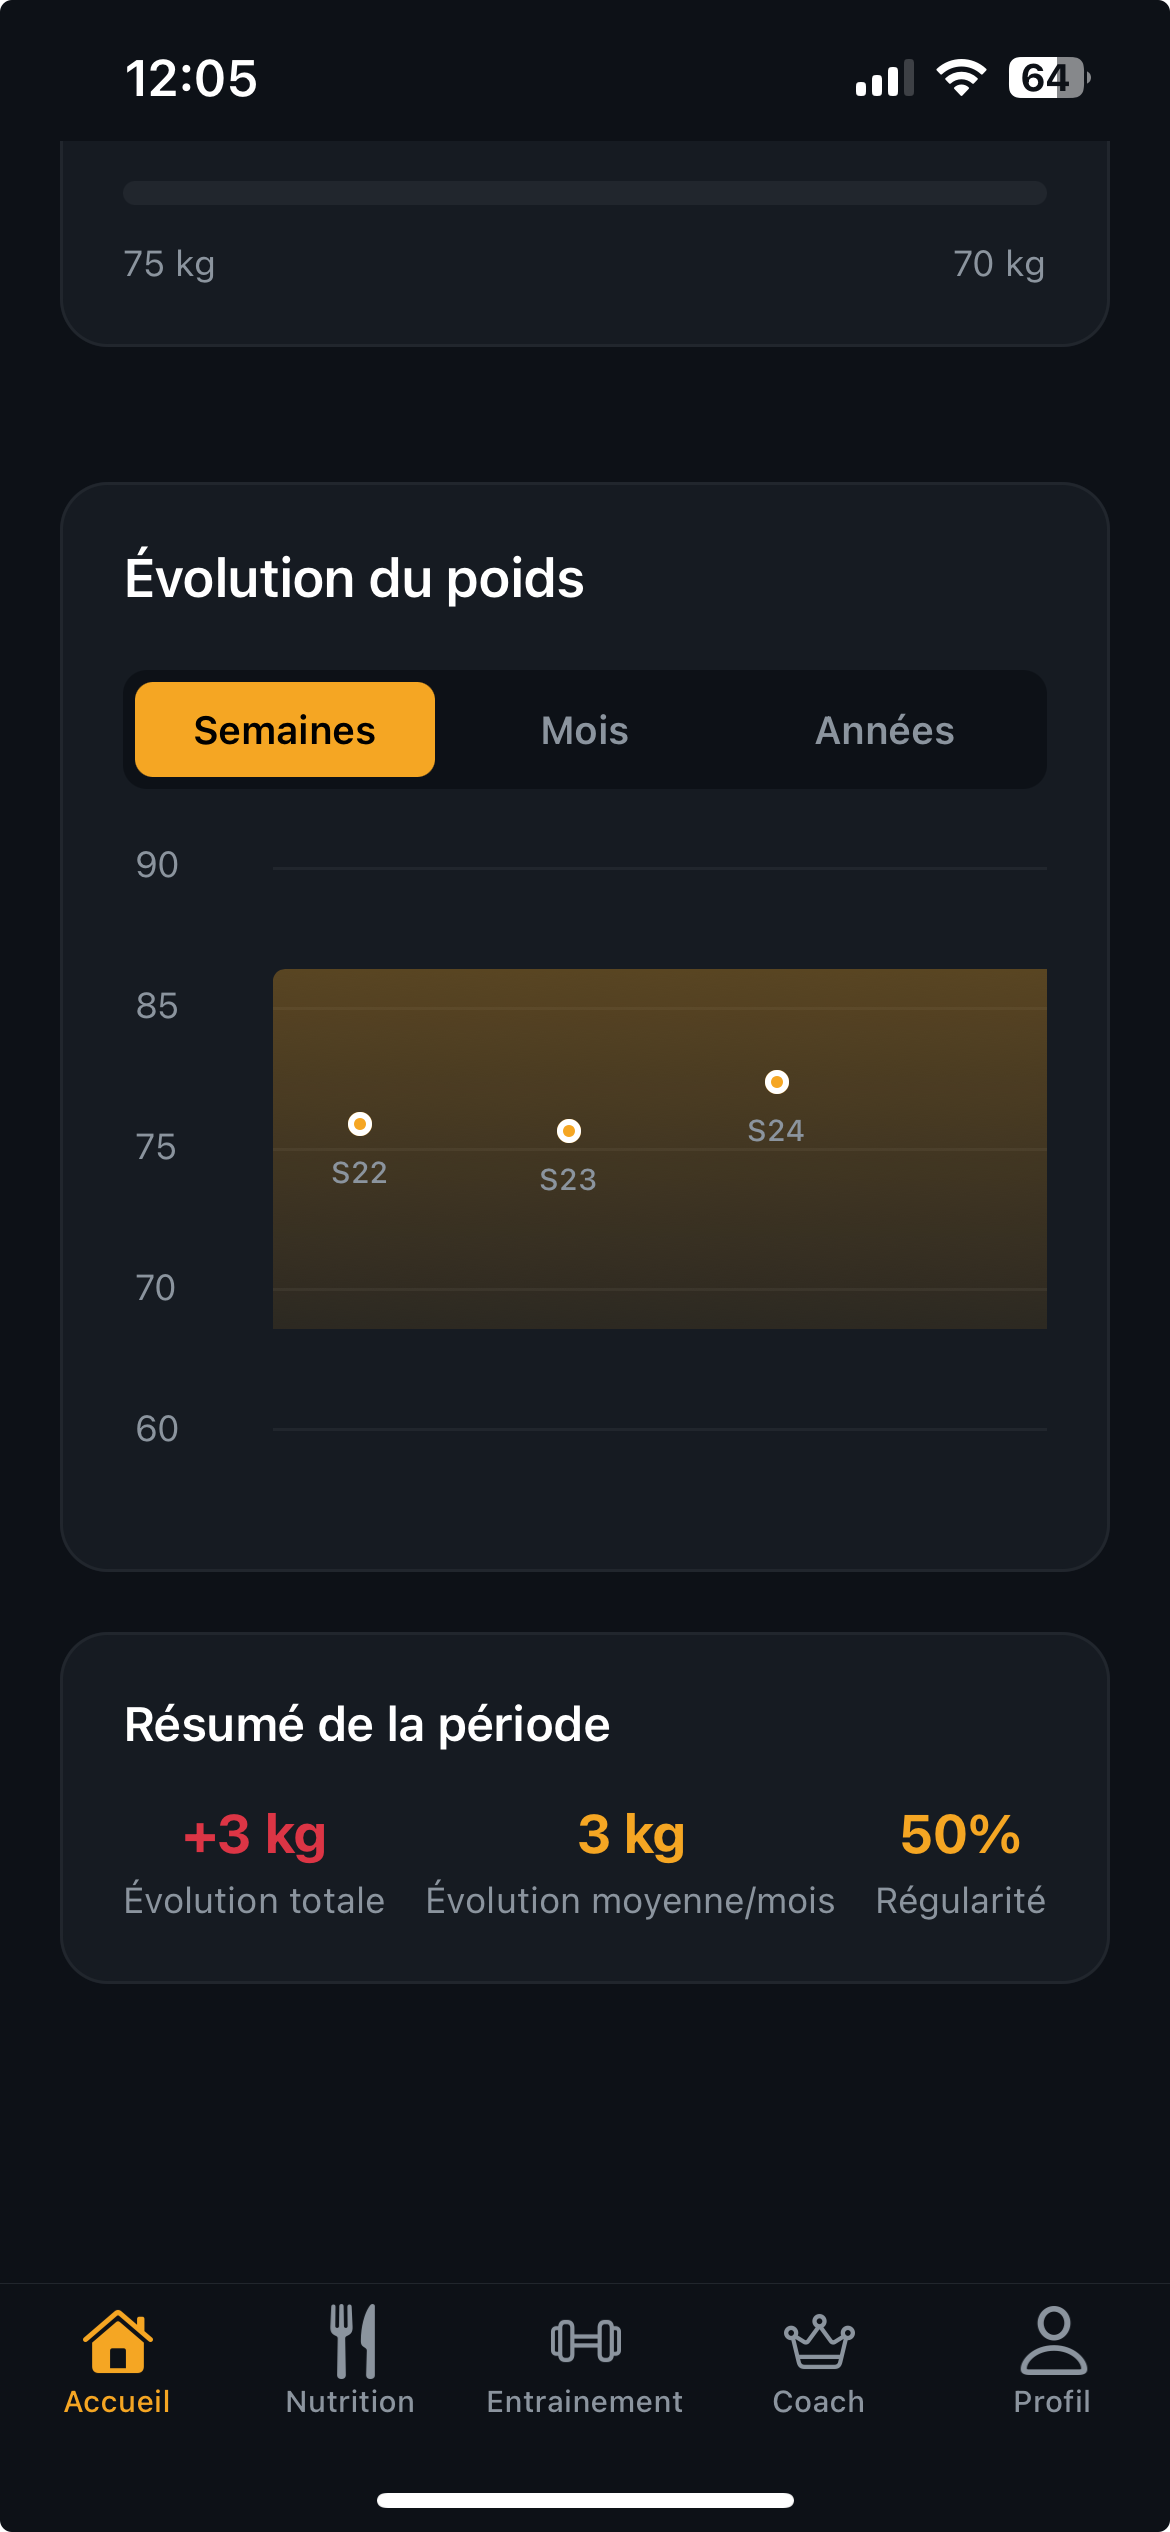 12:05
64
75 kg
70 kg
Évolution du poids
Semaines
Mois
Années
90
85
75
70
60
S22
S23
S24
Résumé de la période
+3 kg
3 kg
50%
Évolution totale
Évolution moyenne/mois
Régularité
Accueil
Nutrition
Entrainement
Coach
Profil